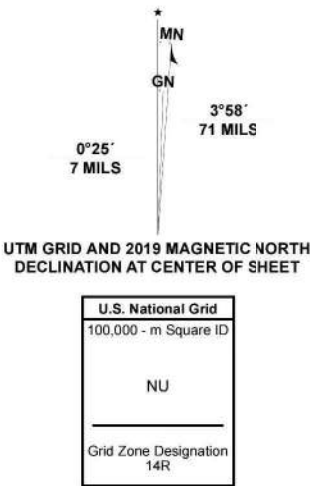 ★
MN
GN
3°58´
71 MILS
0°25´
7 MILS
UTM GRID AND 2019 MAGNETIC NORTH
DECLINATION AT CENTER OF SHEET
U.S. National Grid
100,000 - m Square ID
NU
Grid Zone Designation
14R